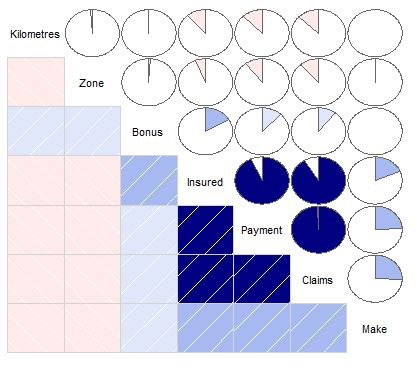 Kilometres
Zone
Bonus
Insured
Payment
Claims
Make